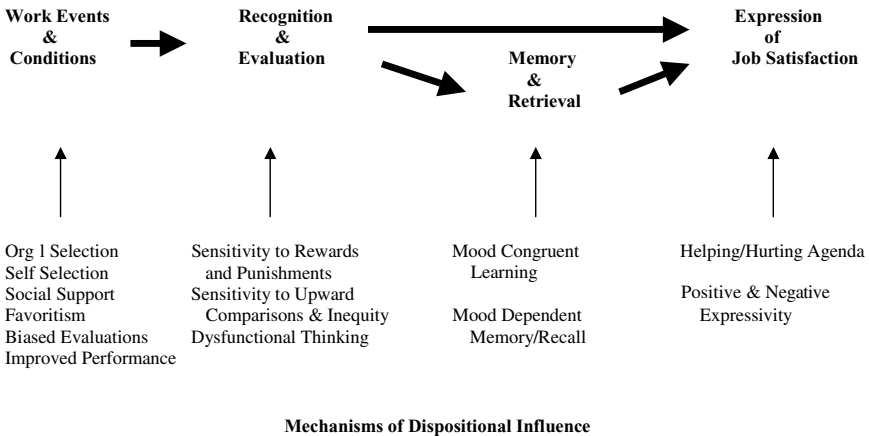 Work Events
&
Conditions
Recognition
&
Evaluation
Memory
&
Retrieval
Expression
of
Job Satisfaction
Org l Selection
Self Selection
Social Support
Favoritism
Biased Evaluations
Improved Performance
Sensitivity to Rewards
and Punishments
Sensitivity to Upward
Comparisons & Inequity
Dysfunctional Thinking
Mood Congruent
Learning
Mood Dependent
Memory/Recall
Helping/Hurting Agenda
Positive & Negative
Expressivity
Mechanisms of Dispositional Influence